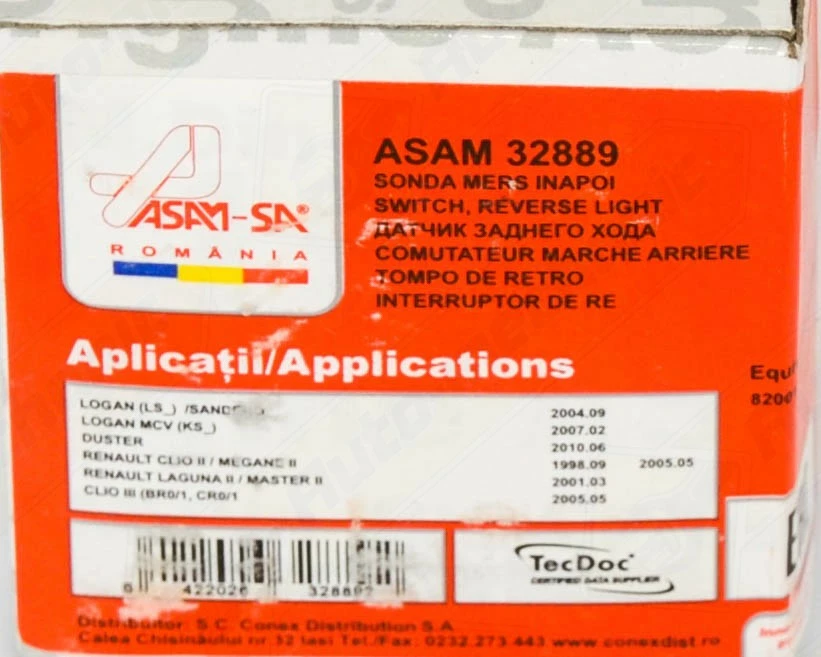 ASAM-SA®
ROMÂNIA
ASAM 32889
SONDA MERS INAPOI
SWITCH, REVERSE LIGHT
ДАТЧИК ЗАДНЕГО ХОДА
COMUTATEUR MARCHE ARRIERE
TOMPO DE RETRO
INTERRUPTOR DE RE
Aplicații/Applications
LOGAN (LS_) 2004.09
LOGAN MCV (KS_) 2007.02
DUSTER 2010.06
RENAULT CLIO II / MEGANE II 1998.09 2005.05
RENAULT LAGUNA II / MASTER II 2001.03
CLIO III (BR0/1, CR0/1 2005.05
TecDoc
CERTIFIED DATA SUPPLIER
Distribuitor: S.C. Conex Distribution S.A.
Calea Chisinăului nr 32 Iasi Tel./Fax: 0232.273.443 www.conexdist.ro